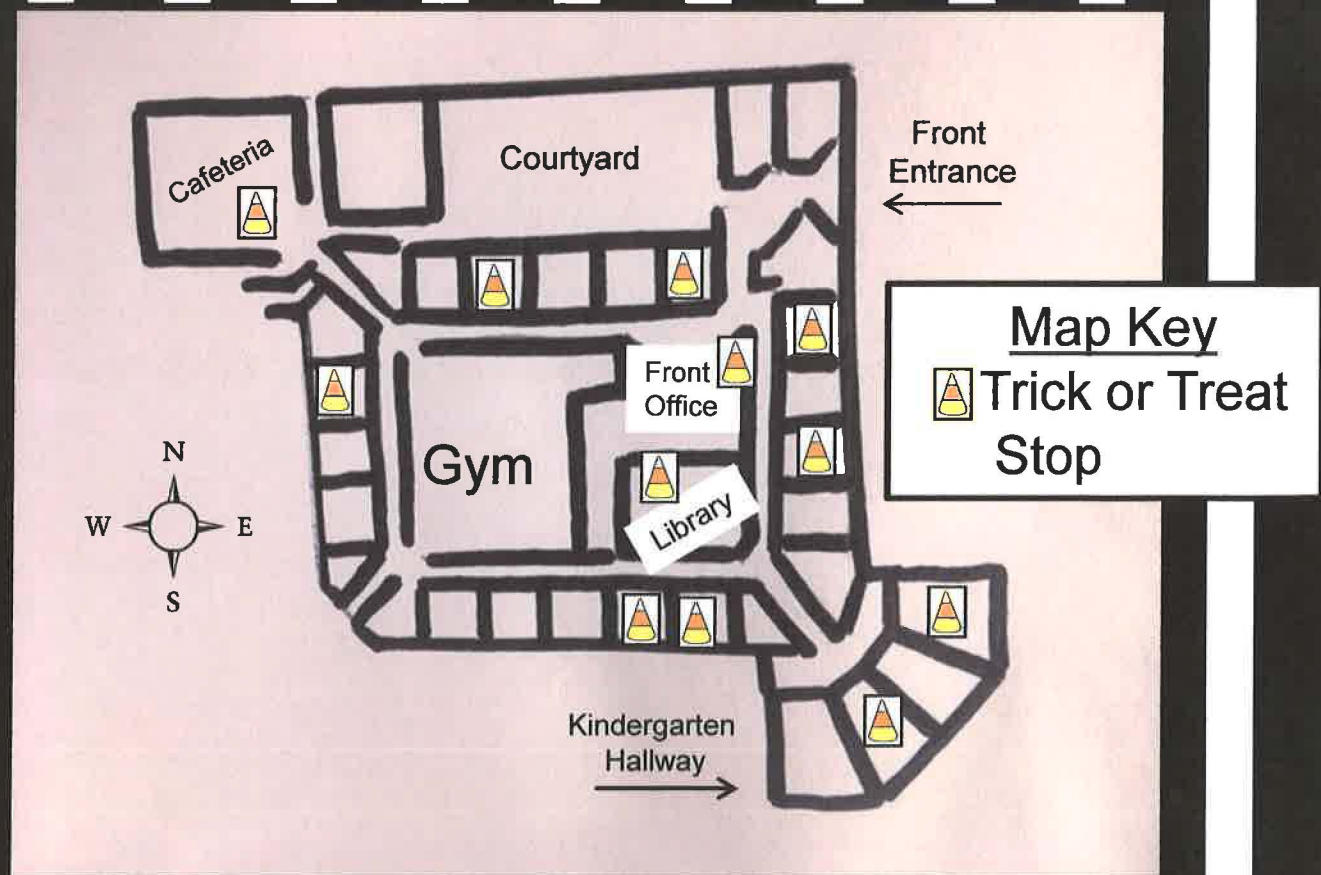 Cafeteria
Courtyard
Front
Entrance
Map Key
Trick or Treat
Stop
Front
Office
Gym
Library
N
W
E
S
Kindergarten
Hallway